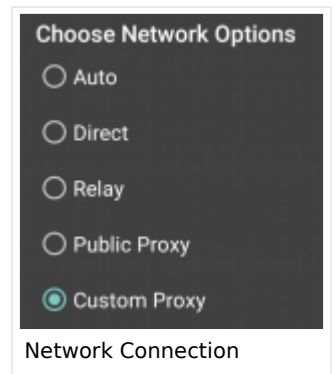 Choose Network Options
Auto
Direct
Relay
Public Proxy
Custom Proxy
Network Connection